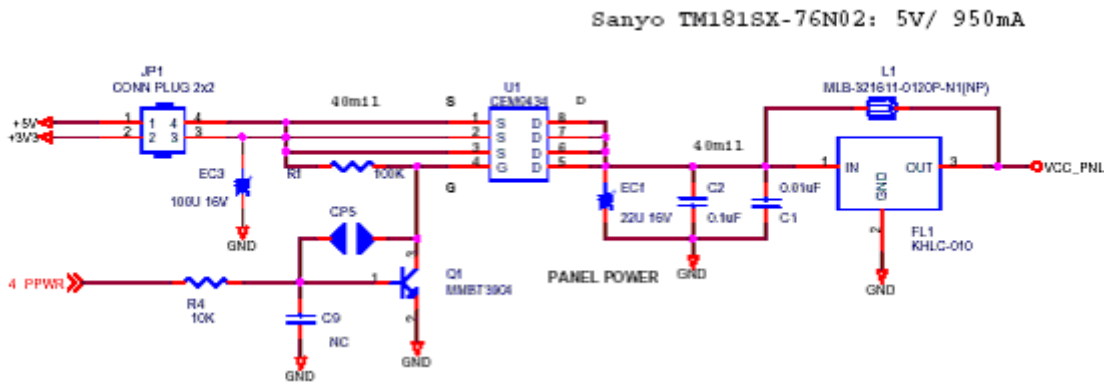 Sanyo TM181SX-76N02: 5V/ 950mA
JP1
CONN PLUG 2x2
U1
CEM9434
L1
MLB-321611-0120P-N1(NP)
40mil
S
D
+5V
1
1 4
4
1
S D
8
+3V3
2
2 3
3
2
S D
7
3
S D
6
4
G D
5
40mil
R1
100K
G
EC3
100U 16V
GND
CP5
EC1
22U 16V
C2
0.1uF
0.01uF
C1
1
IN
OUT
3
VCC_PNL
GND
2
FL1
KHLC-010
GND
3
4 PPWR
R4
10K
1
Q1
MMBT3904
2
PANEL POWER
GND
C9
NC
GND
GND